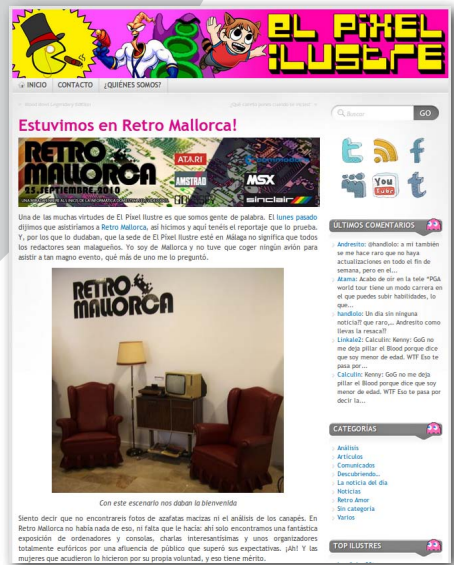 EL PIXEL
ILUSTRE
INICIO
CONTACTO
¿QUIÉNES SOMOS?
Buscar
GO
Estuvimos en Retro Mallorca!
RETRO
MALLORCA
25.SEPTIEMBRE.2010
ATARI
commodore
AMSTRAD
MSX
sinclair
Una de las muchas virtudes de El Píxel Ilustre es que somos gente de palabra. El lunes pasado
dijimos que asistiríamos a Retro Mallorca, así hicimos y aquí tenéis el reportaje que lo prueba.
Y, por los que lo dudaban, que la sede de El Píxel Ilustre esté en Málaga no significa que todos
los redactores sean malagueños. Yo soy de Mallorca y no tuve que coger ningún avión para
asistir a tan magno evento, qué más de uno me lo preguntó.
RETRO
MALLORCA
Con este escenario nos daban la bienvenida
Siento decir que no encontrareis fotos de azafatas macizas ni el análisis de los canapés. En
Retro Mallorca no había nada de eso, ni falta que le hacía: ahí solo encontramos una fantástica
exposición de ordenadores y consolas, charlas interesantísimas y unos organizadores
totalmente eufóricos por una afluencia de público que superó sus expectativas. ¡Ah! Y las
mujeres que acudieron lo hicieron por su propia voluntad, y eso tiene mérito.
You
Tube
ÚLTIMOS COMENTARIOS
Andresito: @handlolo: a mi también
se me hace raro que no haya
actualizaciones en todo el fin de
semana, pero en el...
Atama: Acabo de oir en la tele "PGA
world tour tiene un modo carrera en
el que puedes subir habilidades, lo
que...
handlolo: Un día sin ninguna
noticia?? que raro,.. Andresito como
llevas la resaca??
Linkale2: Calculin: Kenny: GoG no
me deja pillar el Blood porque dice
que soy menor de edad. WTF Eso te
pasa por...
Calculin: Kenny: GoG no me deja
pillar el Blood porque dice que soy
menor de edad. WTF Eso te pasa por
decir la...
CATEGORÍAS
Análisis
Artículos
Comunicados
Descubriendo…
La noticia del día
Noticias
Retro Amor
Sin categoría
Varios
TOP ILUSTRES